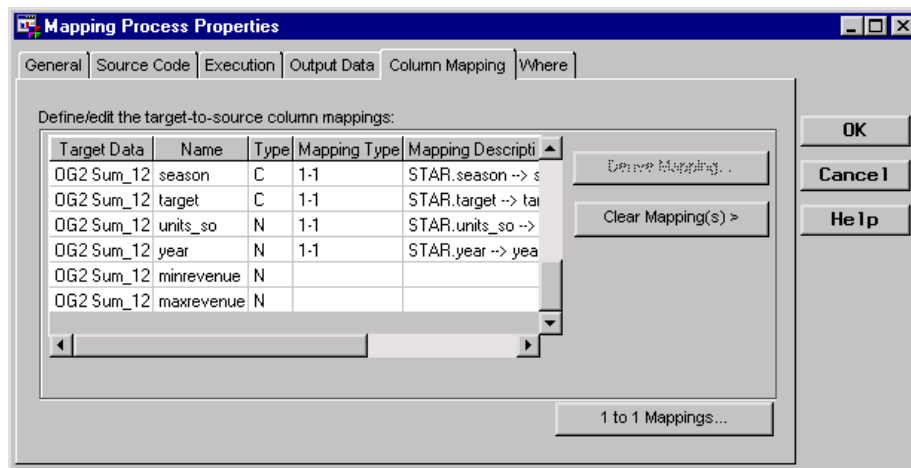 Mapping Process Properties
General Source Code Execution Output Data Column Mapping Where
Define/edit the target-to-source column mappings:
OK
Cancel
Help
Target Data Name Type Mapping Type Mapping Descripti
OG2 Sum_12 season C 1-1 STAR.season --> s
OG2 Sum_12 target C 1-1 STAR.target --> tar
OG2 Sum_12 units_so N 1-1 STAR.units_so -->
OG2 Sum_12 year N 1-1 STAR.year --> yea
OG2 Sum_12 minrevenue N
OG2 Sum_12 maxrevenue N
Derive Mapping...
Clear Mapping(s) >
1 to 1 Mappings...